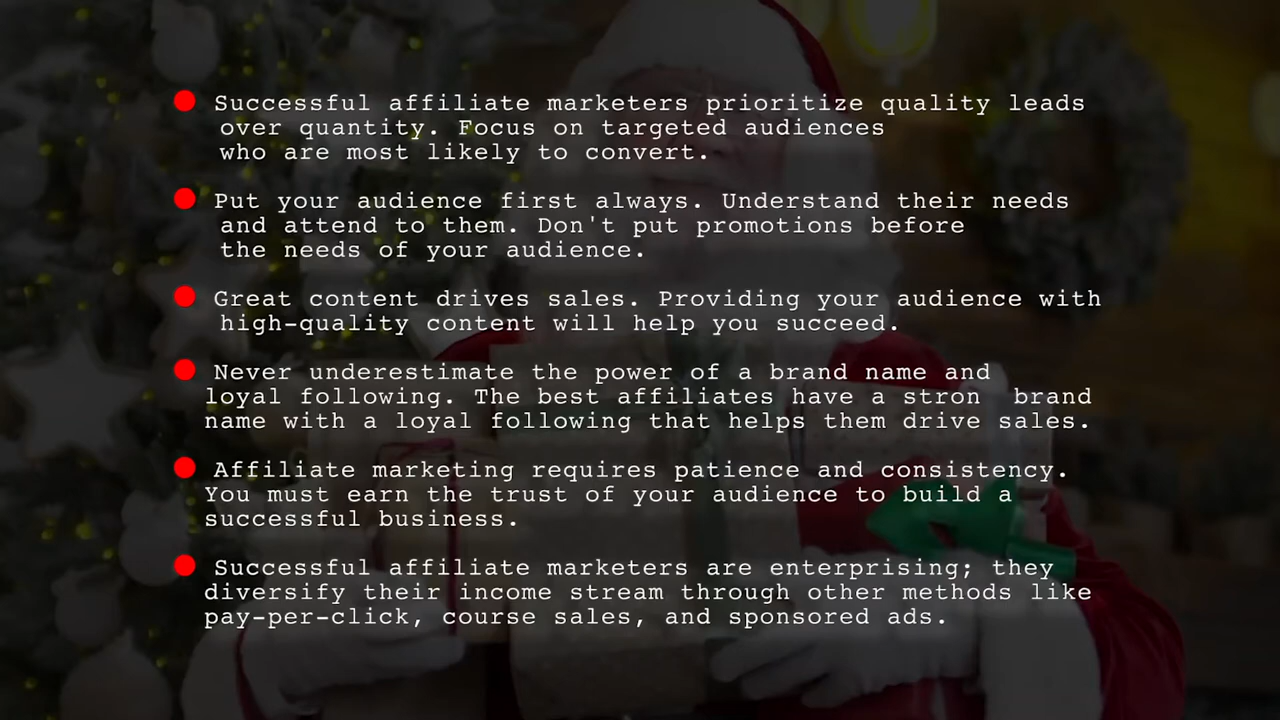 Successful affiliate marketers prioritize quality leads
over quantity. Focus on targeted audiences
who are most likely to convert.
Put your audience first always. Understand their needs
and attend to them. Don't put promotions before
the needs of your audience.
Great content drives sales. Providing your audience with
high-quality content will help you succeed.
Never underestimate the power of a brand name and
loyal following. The best affiliates have a stron  brand
name with a loyal following that helps them drive sales.
Affiliate marketing requires patience and consistency.
You must earn the trust of your audience to build a
successful business.
Successful affiliate marketers are enterprising; they
diversify their income stream through other methods like
pay-per-click, course sales, and sponsored ads.